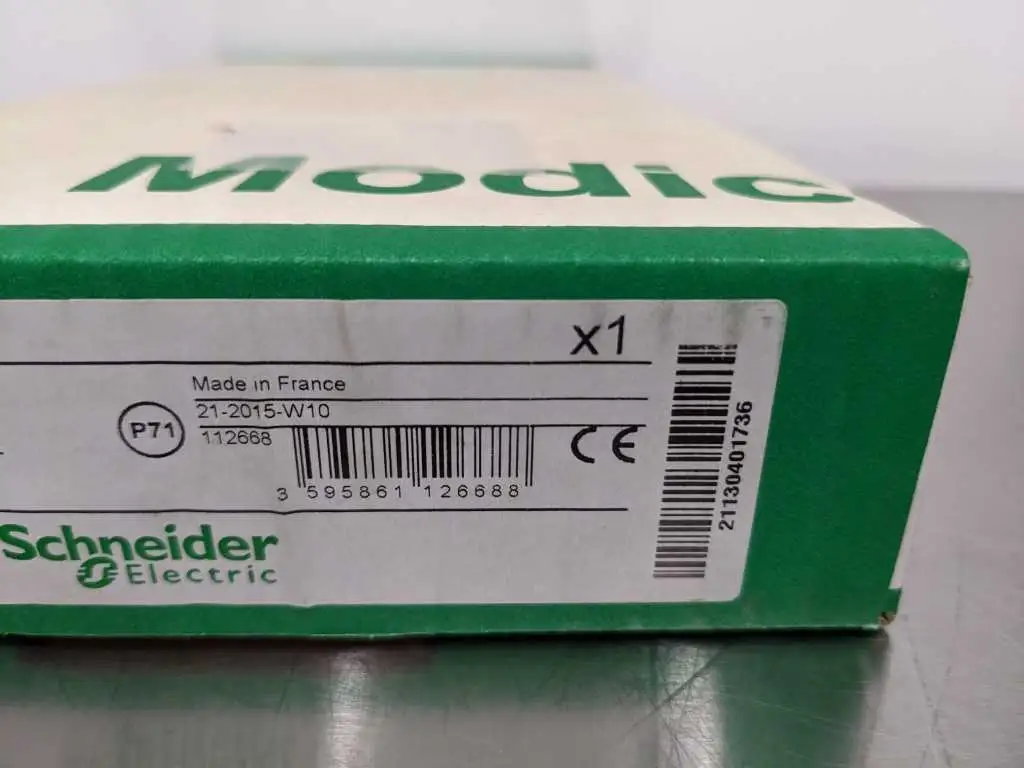 Modic
x1
Made in France
21-2015-W10
P71
112668
3 595861 126688
CE
21130401736
Schneider
Electric